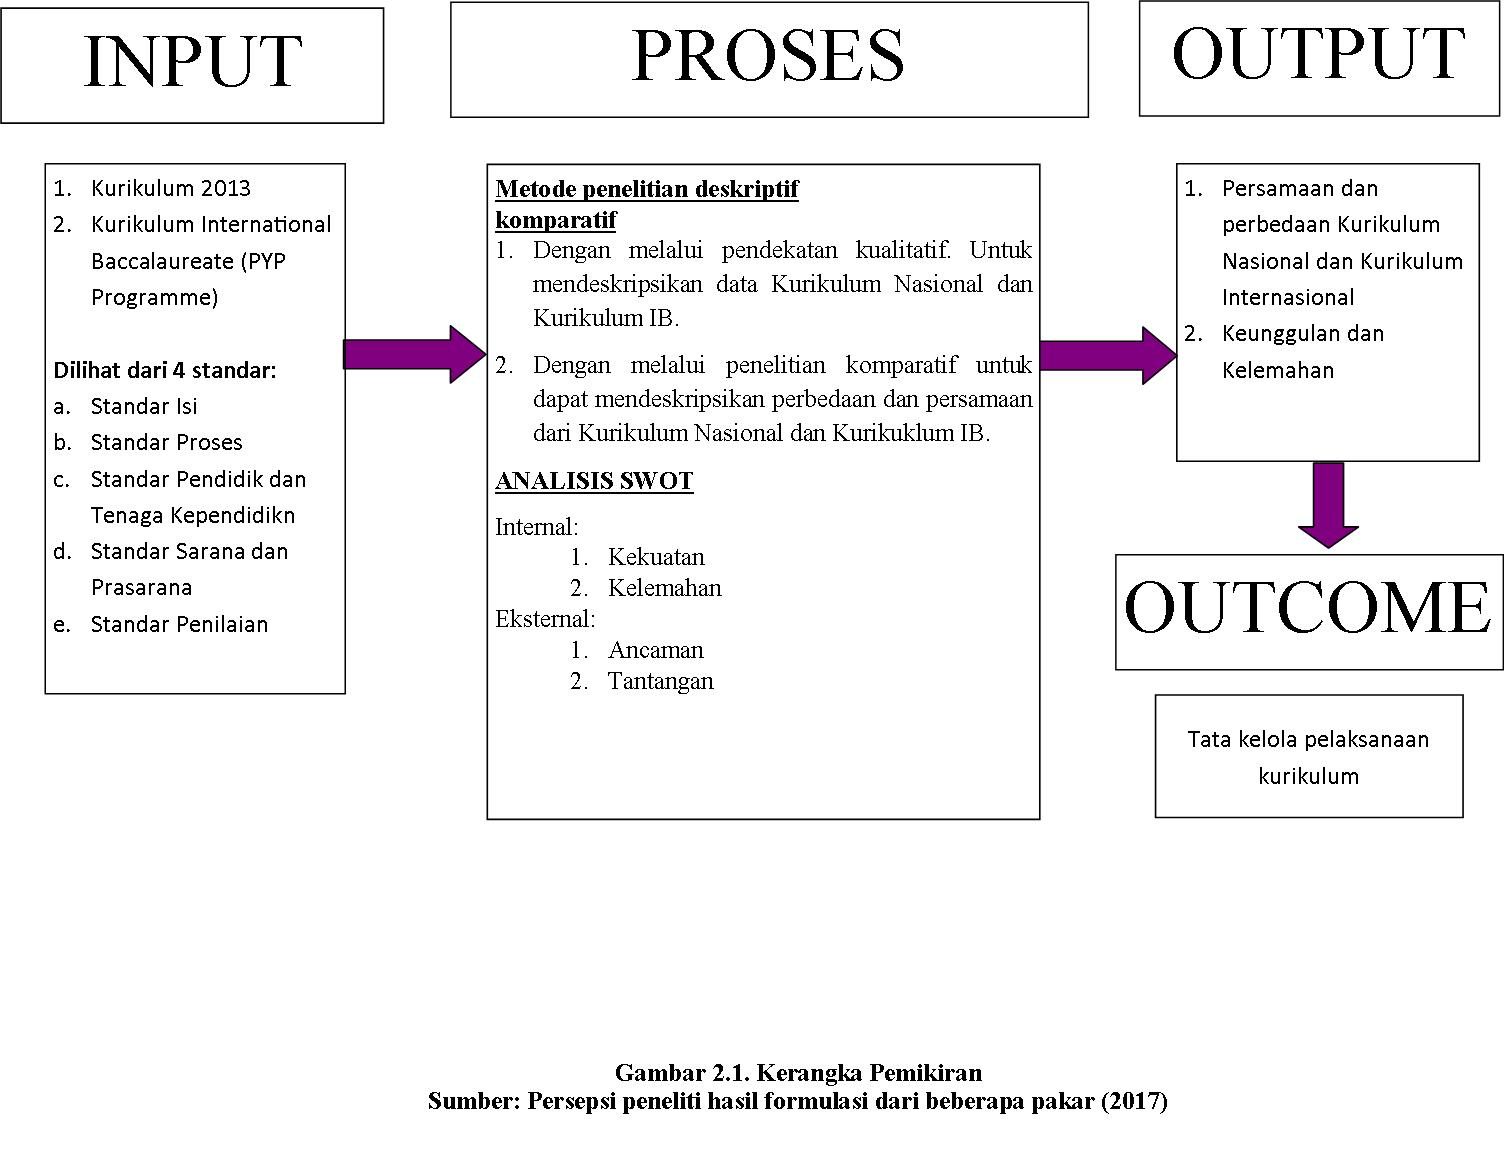 INPUT
PROSES
OUTPUT
1. Kurikulum 2013
2. Kurikulum International
Baccalaureate (PYP
Programme)
Dilihat dari 4 standar:
a. Standar Isi
b. Standar Proses
c. Standar Pendidik dan
Tenaga Kependidikn
d. Standar Sarana dan
Prasarana
e. Standar Penilaian
Metode penelitian deskriptif
komparatif
1. Dengan melalui pendekatan kualitatif. Untuk
mendeskripsikan data Kurikulum Nasional dan
Kurikulum IB.
2. Dengan melalui penelitian komparatif untuk
dapat mendeskripsikan perbedaan dan persamaan
dari Kurikulum Nasional dan Kurikuklum IB.
ANALISIS SWOT
Internal:
1. Kekuatan
2. Kelemahan
Eksternal:
1. Ancaman
2. Tantangan
1. Persamaan dan
perbedaan Kurikulum
Nasional dan Kurikulum
Internasional
2. Keunggulan dan
Kelemahan
OUTCOME
Tata kelola pelaksanaan
kurikulum
Gambar 2.1. Kerangka Pemikiran
Sumber: Persepsi peneliti hasil formulasi dari beberapa pakar (2017)